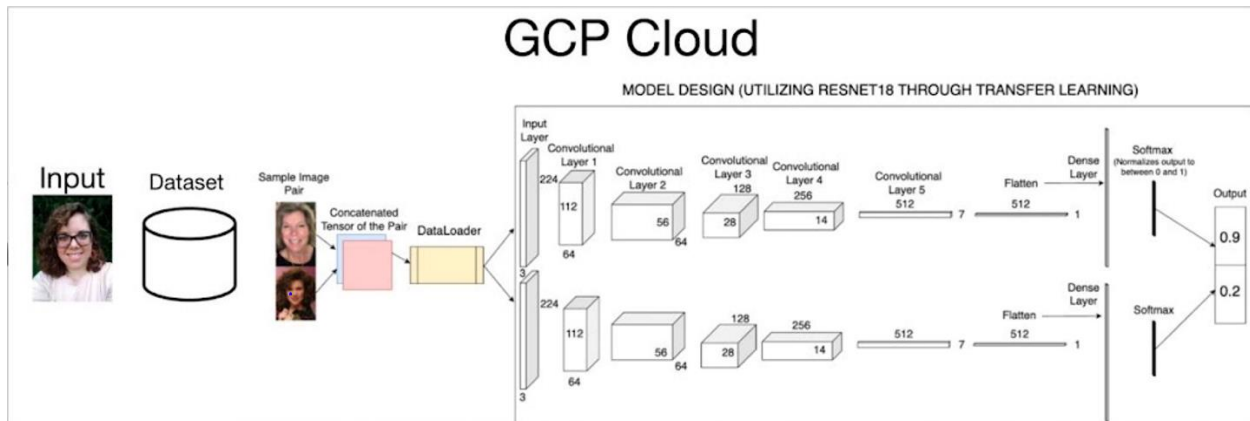 GCP Cloud
MODEL DESIGN (UTILIZING RESNET18 THROUGH TRANSFER LEARNING)
Input
Dataset
Sample Image
Pair
Concatenated
Tensor of the Pair
DataLoader
Input
Layer
224
3
Convolutional
Layer 1
112
64
Convolutional
Layer 2
56
64
Convolutional
Layer 3
128
28
Convolutional
Layer 4
256
14
Convolutional
Layer 5
512
7
Flatten
512
1
Dense
Layer
Softmax
(Normalizes output to
between 0 and 1)
Output
0.9
0.2
224
3
112
64
56
64
128
28
256
14
512
7
Flatten
512
1
Dense
Layer
Softmax